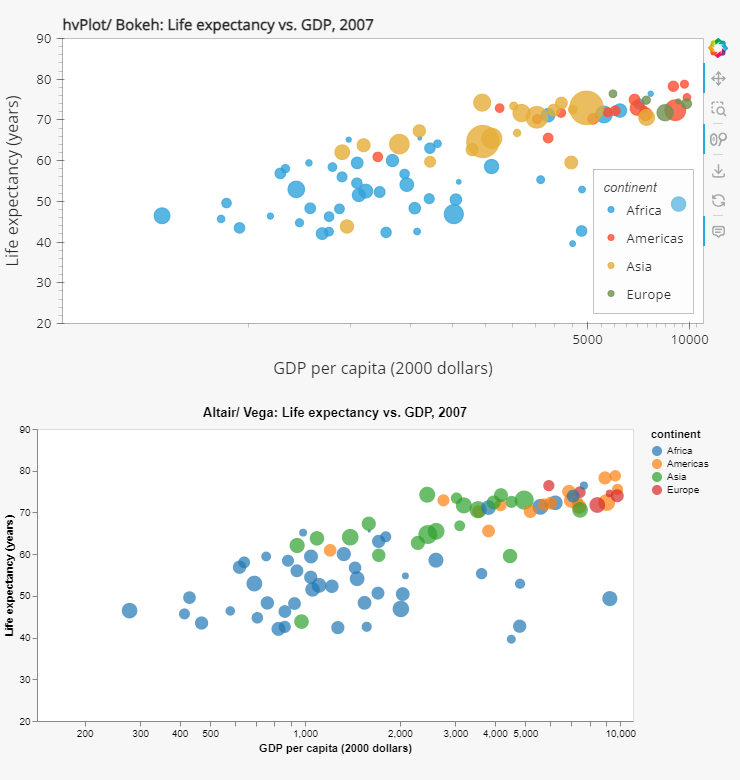 hvPlot/ Bokeh: Life expectancy vs. GDP, 2007
90
80
70
60
50
40
30
20
Life expectancy (years)
5000
10000
GDP per capita (2000 dollars)
continent
Africa
Americas
Asia
Europe
Altair/ Vega: Life expectancy vs. GDP, 2007
90
80
70
60
50
40
30
20
Life expectancy (years)
200
300
400
500
1,000
2,000
3,000
4,000
5,000
10,000
GDP per capita (2000 dollars)
continent
Africa
Americas
Asia
Europe